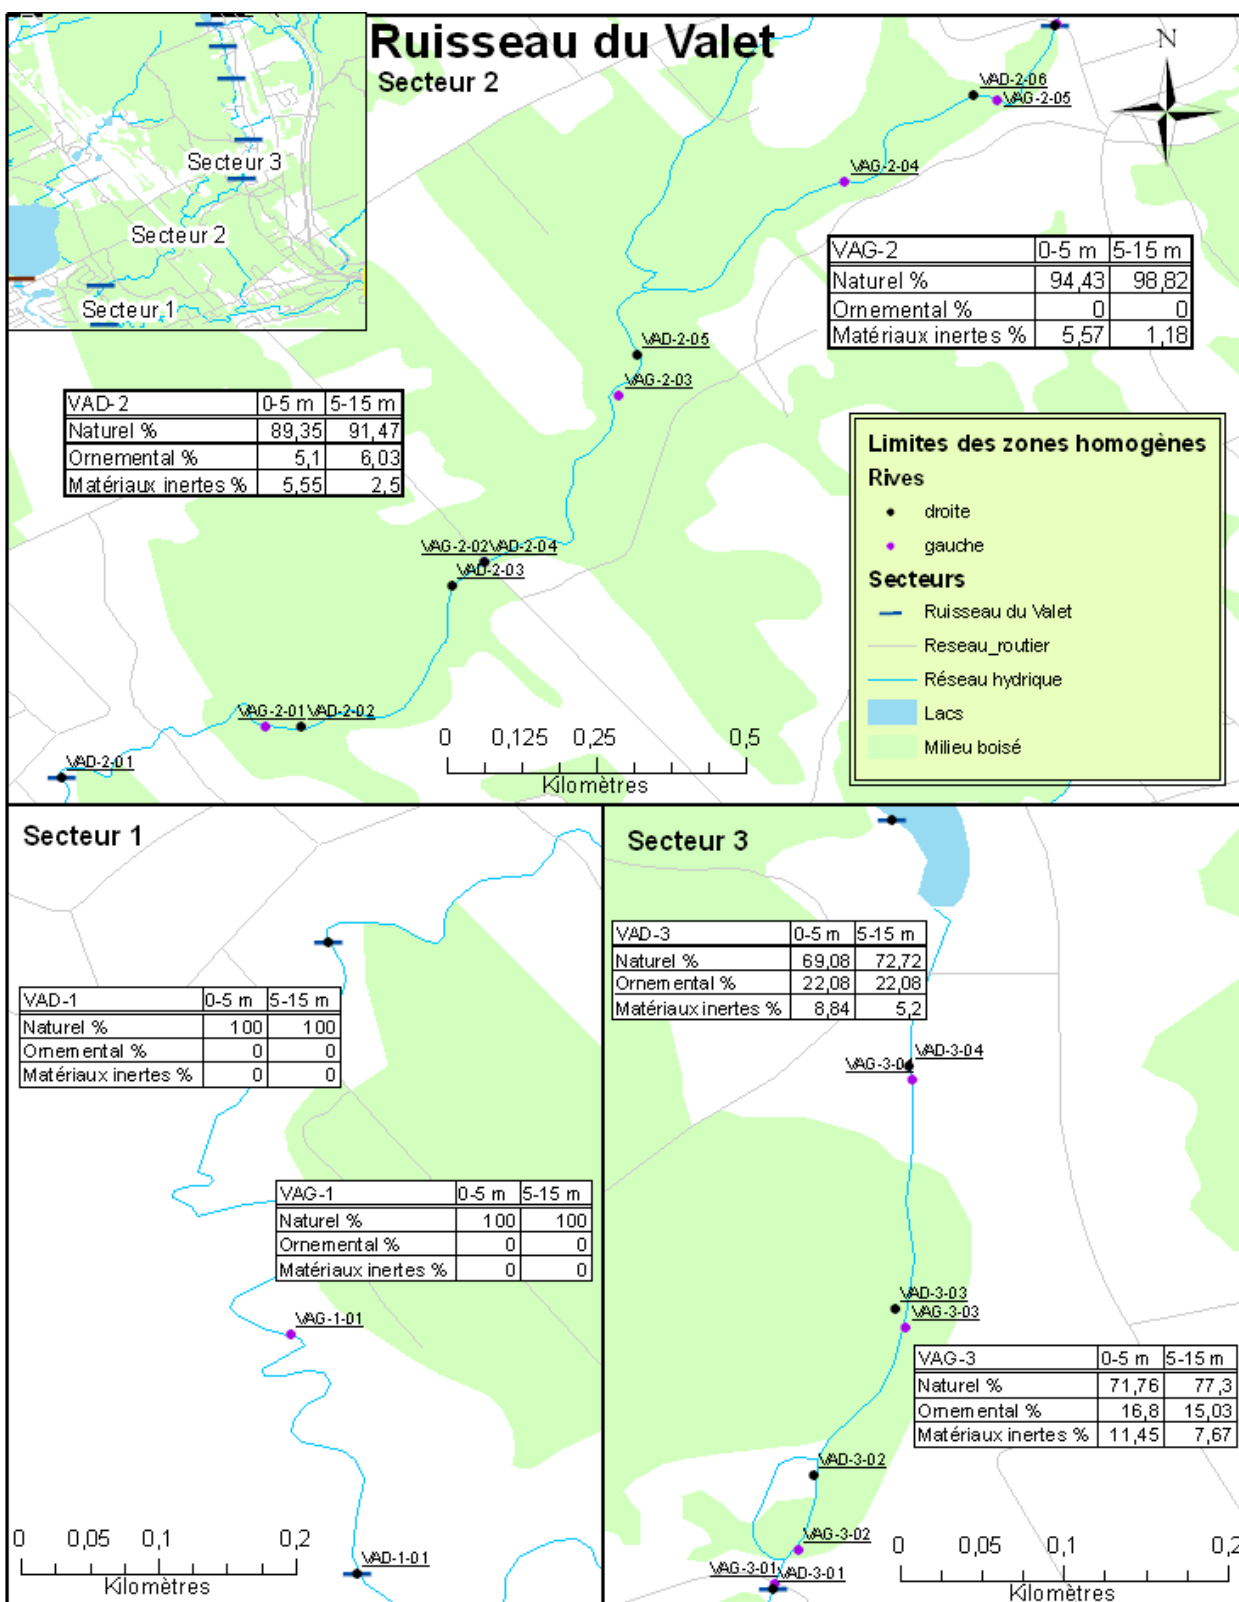 Ruisseau du Valet
Secteur 2
N
Secteur 3
Secteur 2
Secteur 1
VAD-2-06
VAG-2-05
VAG-2-04
VAG-2 0-5 m 5-15 m
Naturel % 94,43 98,82
Ornemental % 0 0
Matériaux inertes % 5,57 1,18
VAD-2-05
VAG-2-03
VAD-2 0-5 m 5-15 m
Naturel % 89,35 91,47
Ornemental % 5,1 6,03
Matériaux inertes % 5,55 2,5
VAG-2-02 VAD-2-04
VAD-2-03
VAG-2-01 VAD-2-02
VAD-2-01
0 0,125 0,25 0,5
Kilomètres
Limites des zones homogènes
Rives
droite
gauche
Secteurs
Ruisseau du Valet
Reseau_routier
Réseau hydrique
Lacs
Milieu boisé
Secteur 1
VAD-1 0-5 m 5-15 m
Naturel % 100 100
Ornemental % 0 0
Matériaux inertes % 0 0
VAG-1 0-5 m 5-15 m
Naturel % 100 100
Ornemental % 0 0
Matériaux inertes % 0 0
VAG-1-01
VAD-1-01
0 0,05 0,1 0,2
Kilomètres
Secteur 3
VAD-3 0-5 m 5-15 m
Naturel % 69,08 72,72
Ornemental % 22,08 22,08
Matériaux inertes % 8,84 5,2
VAD-3-04
VAG-3-0
VAD-3-03
VAG-3-03
VAG-3 0-5 m 5-15 m
Naturel % 71,76 77,3
Ornemental % 16,8 15,03
Matériaux inertes % 11,45 7,67
VAD-3-02
VAG-3-02
VAG-3-01
VAD-3-01
0 0,05 0,1 0,2
Kilomètres